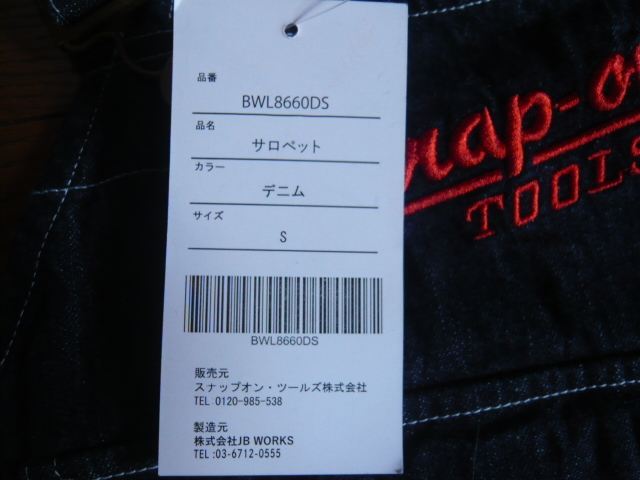 品番
BWL8660DS
品名
サロペット
カラー
デニム
サイズ
S
BWL8660DS
販売元
スナップオン・ツールズ株式会社
TEL 0120-985-538
製造元
株式会社JB WORKS
TEL:03-6712-0555
nap-o
TOOLS